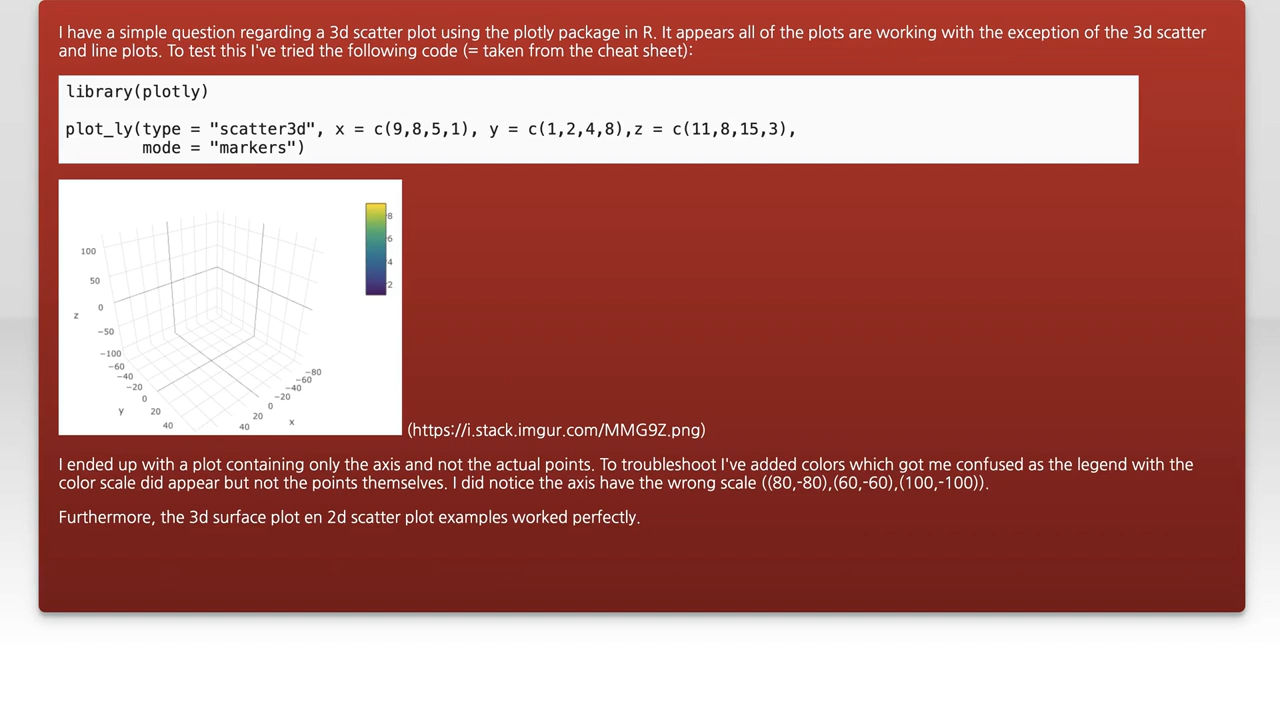 I have a simple question regarding a 3d scatter plot using the plotly package in R. It appears all of the plots are working with the exception of the 3d scatter
and line plots. To test this I've tried the following code (= taken from the cheat sheet):
library(plotly)
plot_ly(type = "scatter3d", x = c(9,8,5,1), y = c(1,2,4,8),z = c(11,8,15,3),
mode = "markers")
8
6
4
2
100
50
0
z
−50
−100
−60
−40
−20
0
20
40
y
−80
−60
−40
−20
0
20
40
x
(https://i.stack.imgur.com/MMG9Z.png)
I ended up with a plot containing only the axis and not the actual points. To troubleshoot I've added colors which got me confused as the legend with the
color scale did appear but not the points themselves. I did notice the axis have the wrong scale ((80,-80),(60,-60),(100,-100)).
Furthermore, the 3d surface plot en 2d scatter plot examples worked perfectly.